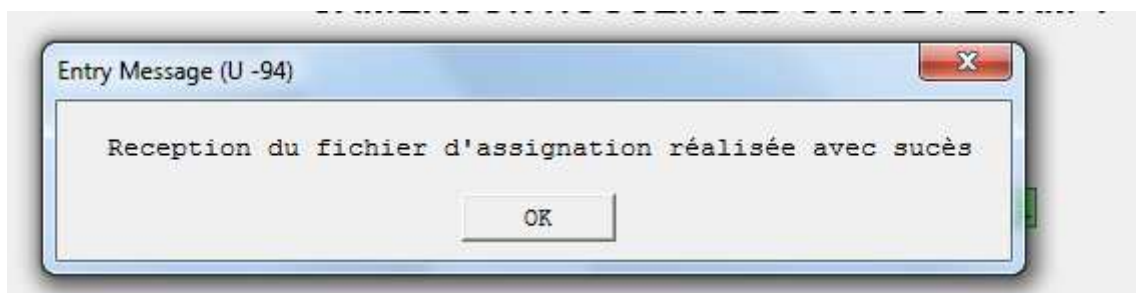 Entry Message (U -94)
Reception du fichier d'assignation réalisée avec sucès
OK